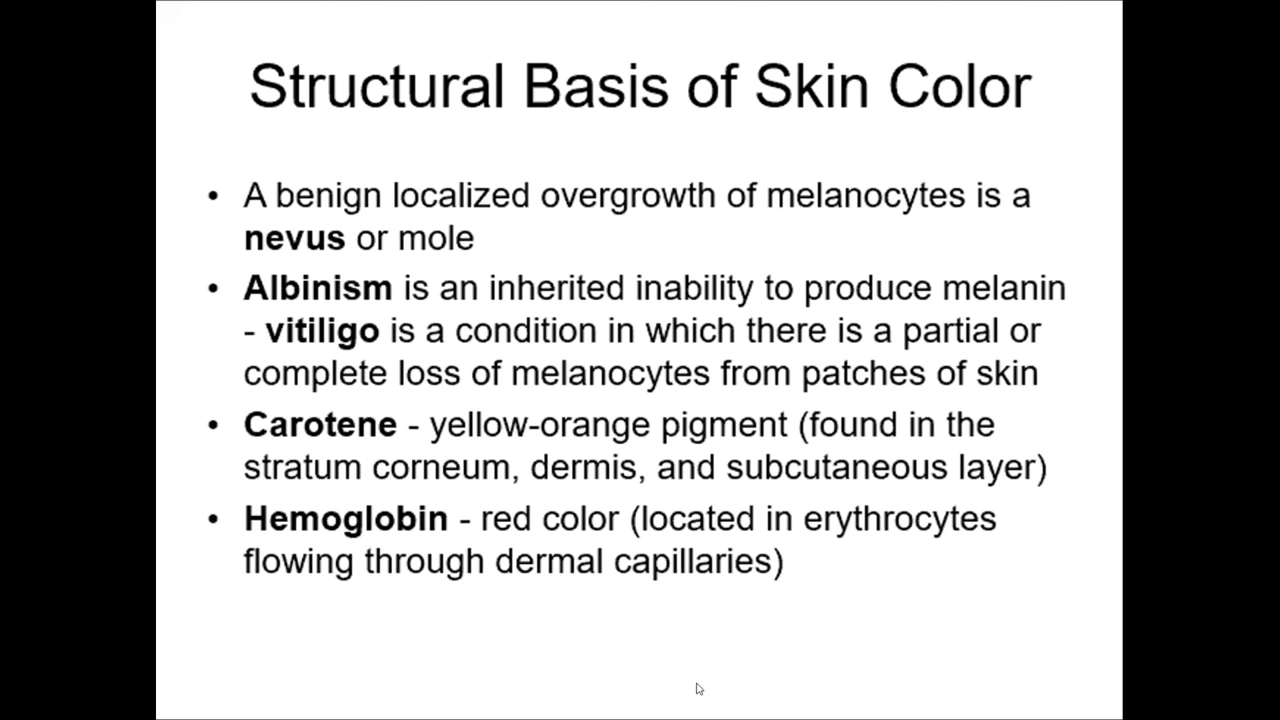 Structural Basis of Skin Color
• A benign localized overgrowth of melanocytes is a
nevus or mole
• Albinism is an inherited inability to produce melanin
- vitiligo is a condition in which there is a partial or
complete loss of melanocytes from patches of skin
• Carotene - yellow-orange pigment (found in the
stratum corneum, dermis, and subcutaneous layer)
• Hemoglobin - red color (located in erythrocytes
flowing through dermal capillaries)